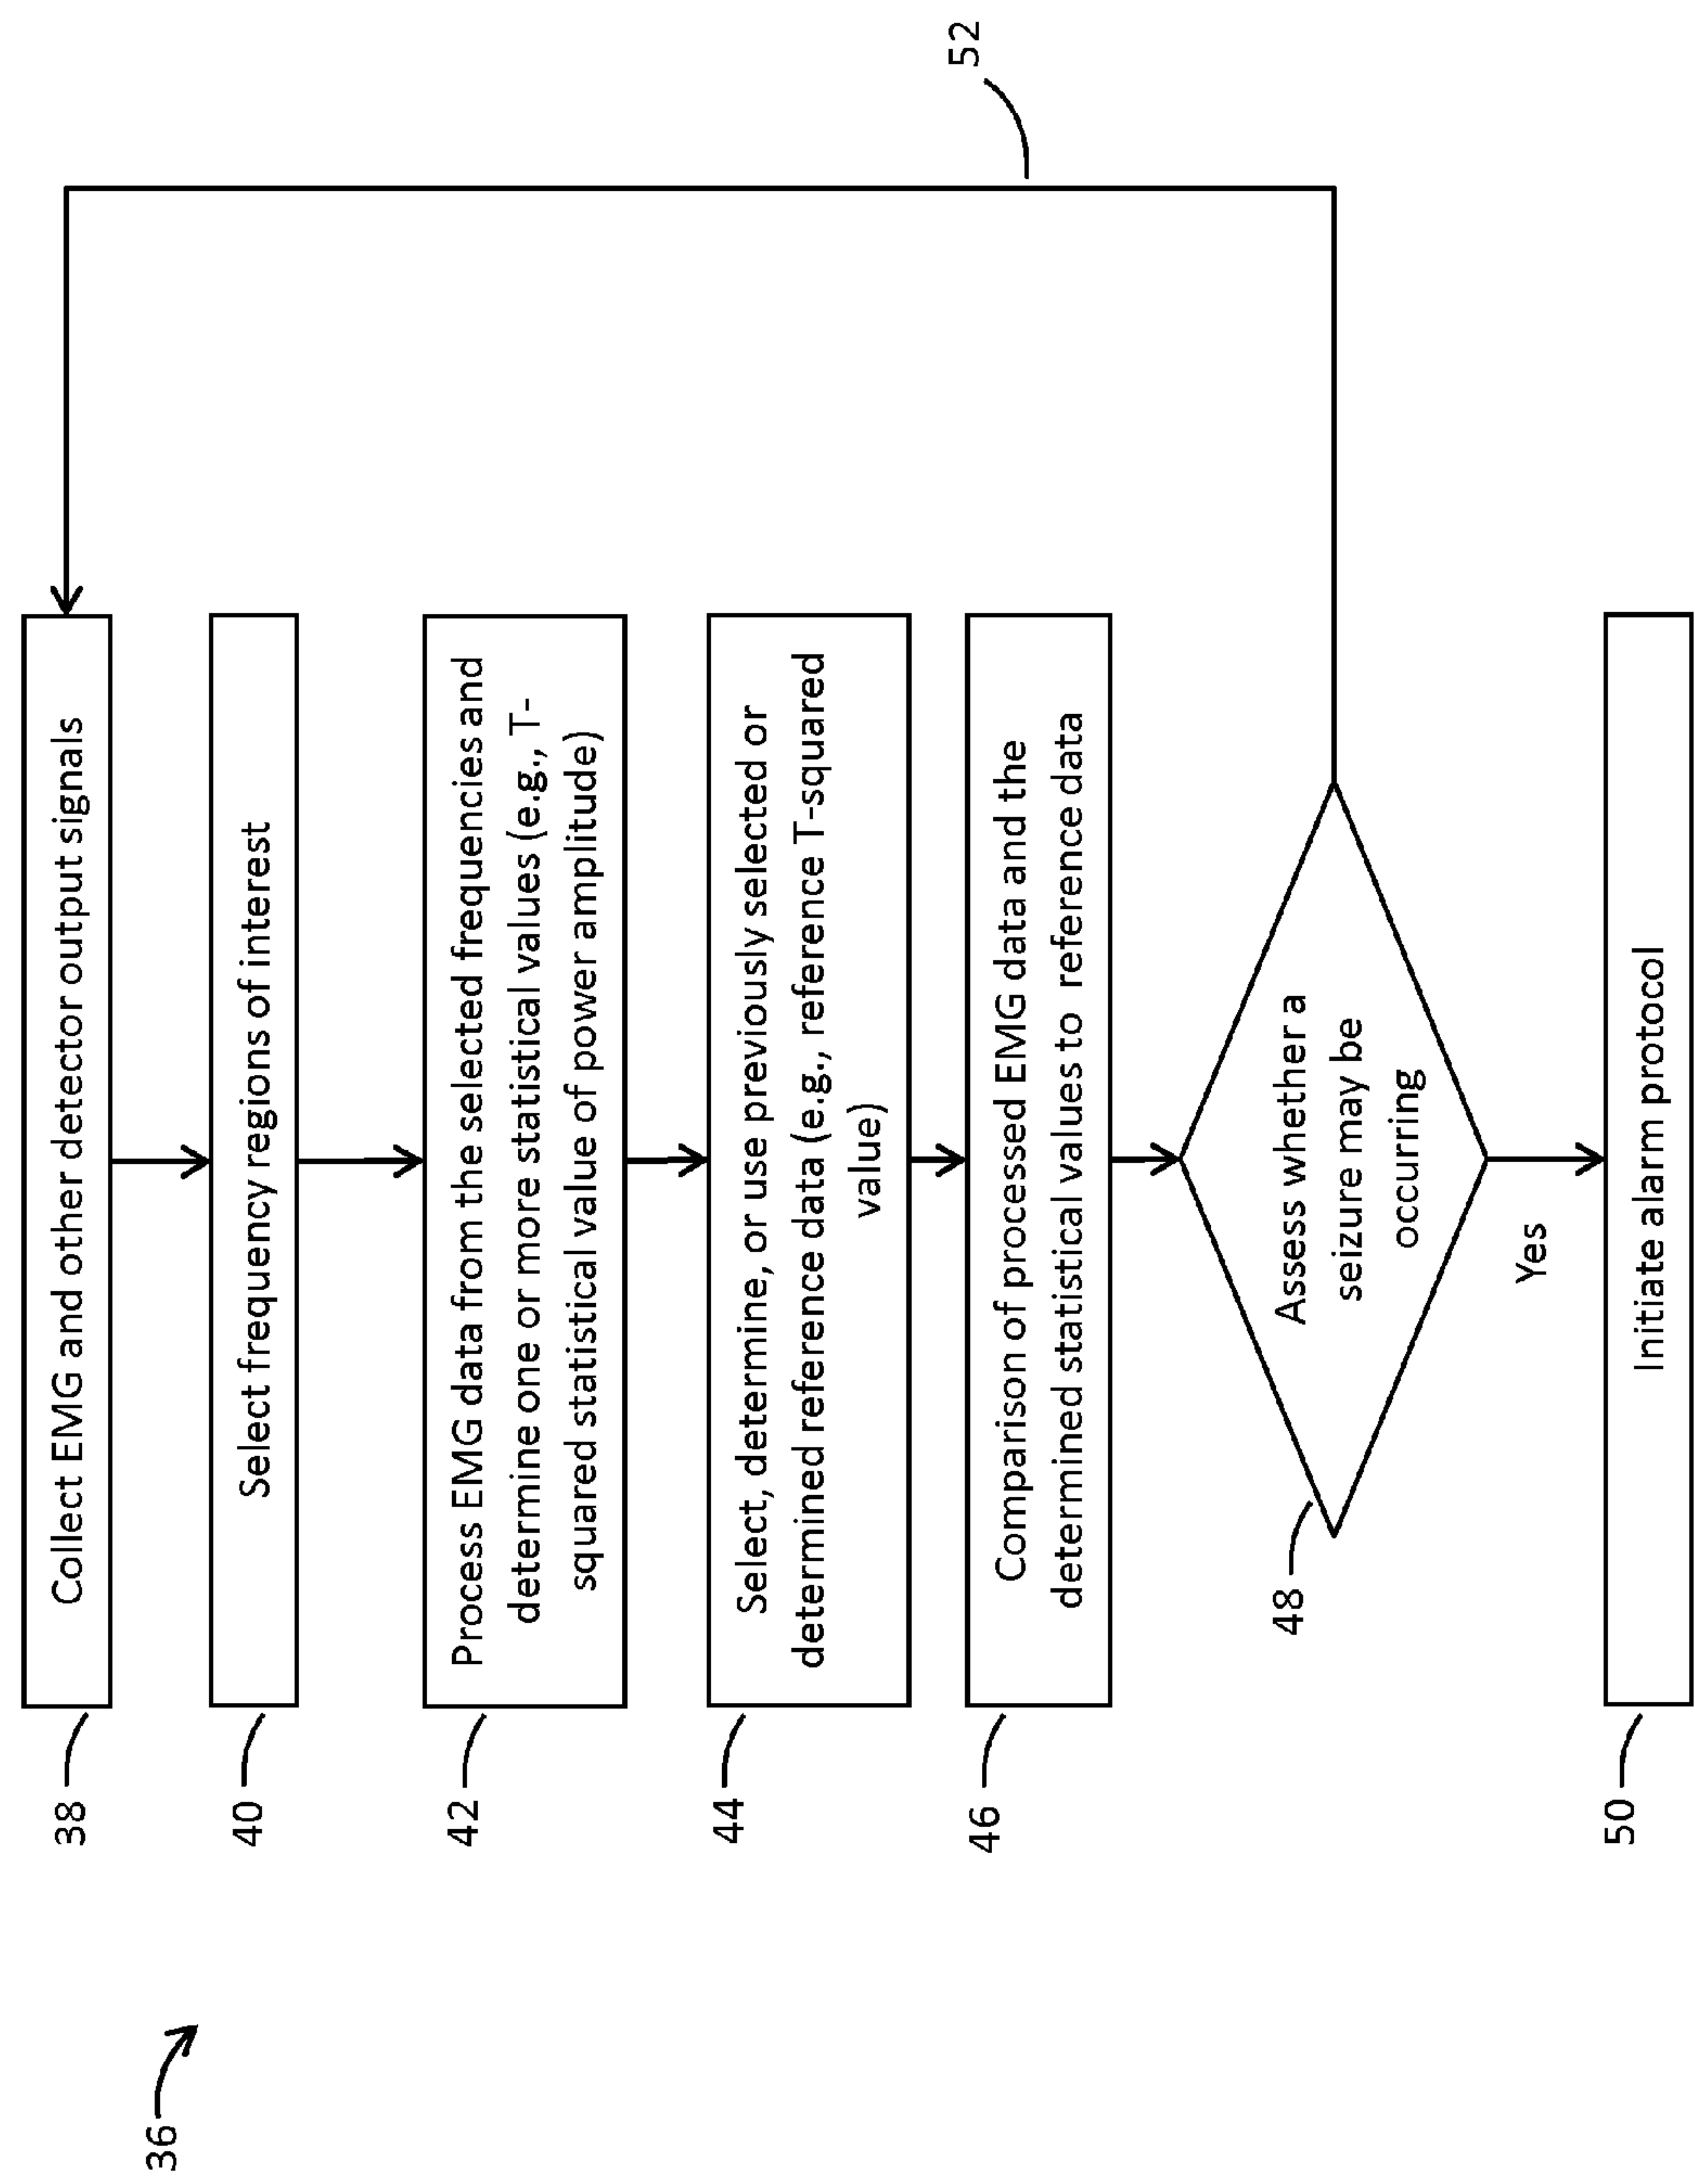 36
38
Collect EMG and other detector output signals
40
Select frequency regions of interest
42
Process EMG data from the selected frequencies and
determine one or more statistical values (e.g., T-
squared statistical value of power amplitude)
44
Select, determine, or use previously selected or
determined reference data (e.g., reference T-squared
value)
46
Comparison of processed EMG data and the
determined statistical values to reference data
48
Assess whether a
seizure may be
occurring
52
Yes
50
Initiate alarm protocol